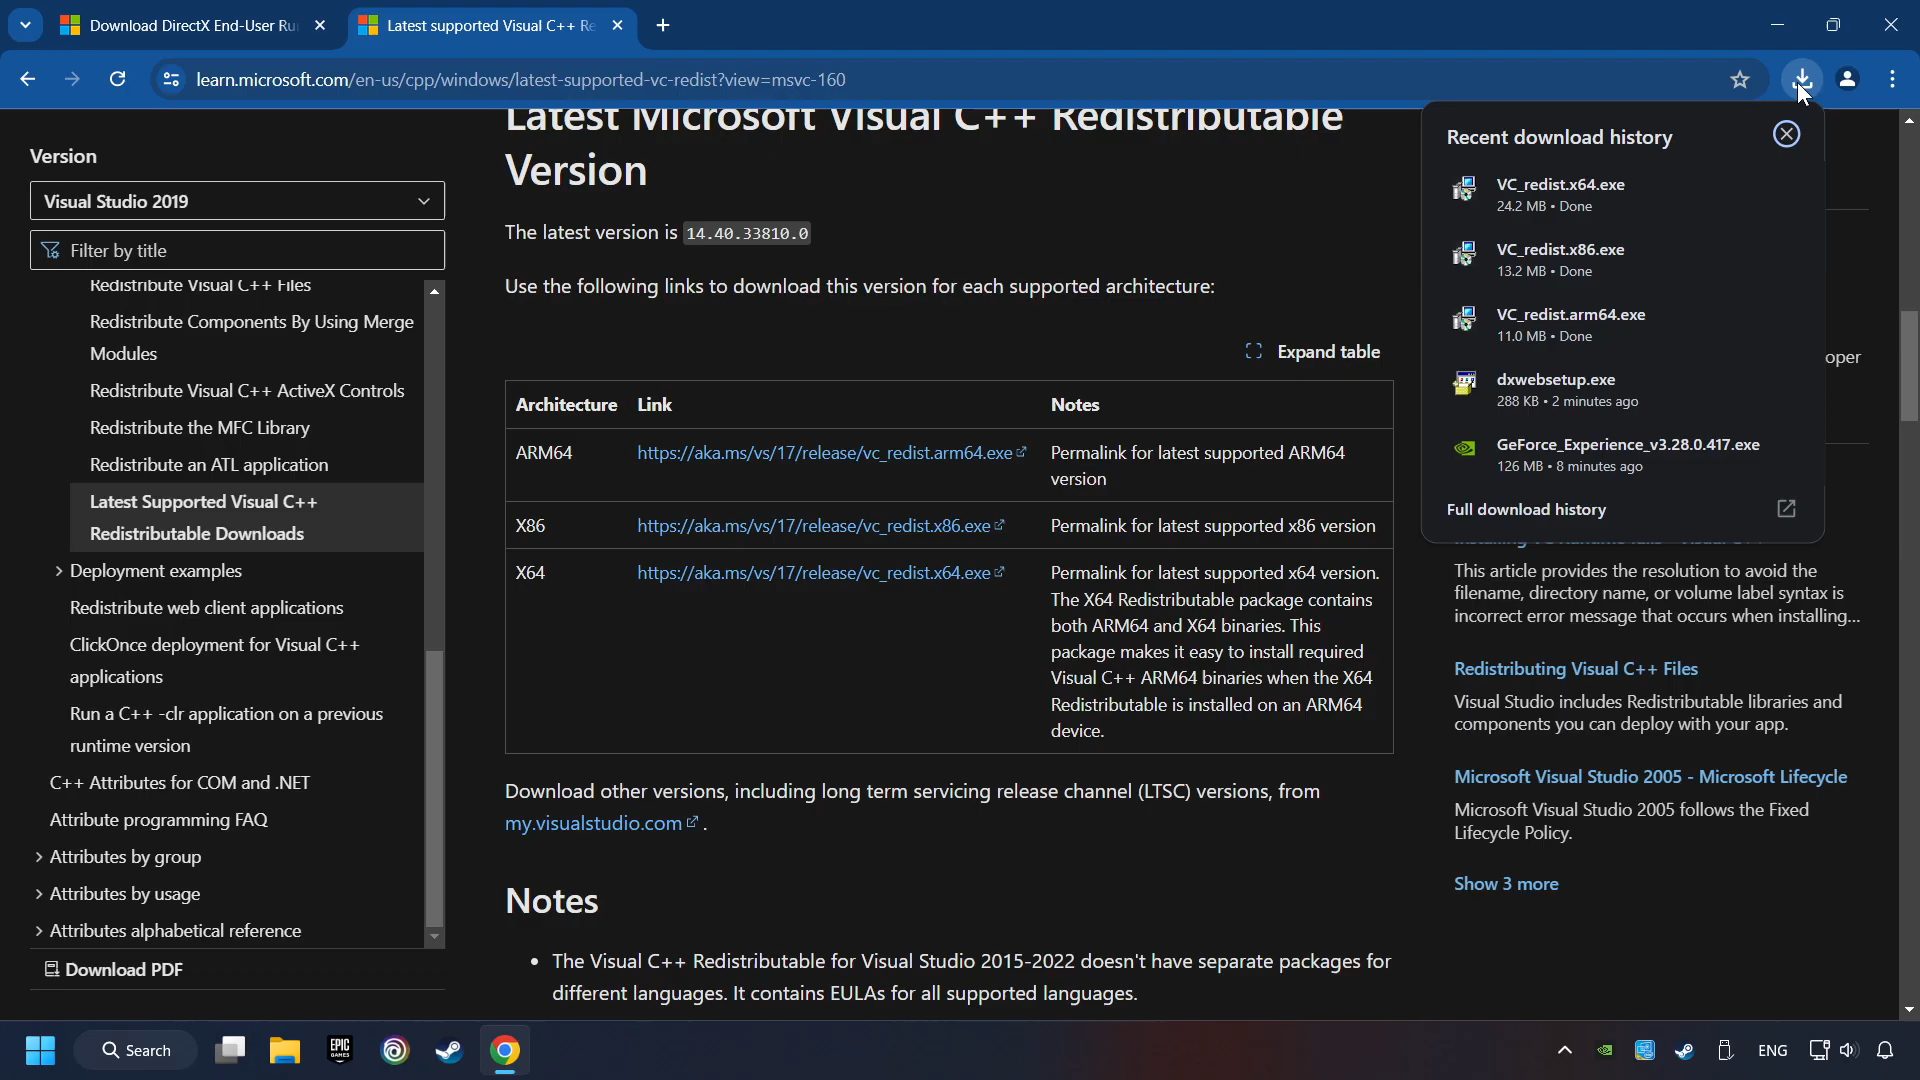 Download DirectX End-User Ru
Latest supported Visual C++ Re
learn.microsoft.com/en-us/cpp/windows/latest-supported-vc-redist?view=msvc-160
Version
Visual Studio 2019
Filter by title
Redistribute Visual C++ Files
Redistribute Components By Using Merge
Modules
Redistribute Visual C++ ActiveX Controls
Redistribute the MFC Library
Redistribute an ATL application
Latest Supported Visual C++
Redistributable Downloads
Deployment examples
Redistribute web client applications
ClickOnce deployment for Visual C++
applications
Run a C++ -clr application on a previous
runtime version
C++ Attributes for COM and .NET
Attribute programming FAQ
Attributes by group
Attributes by usage
Attributes alphabetical reference
Download PDF
Latest Microsoft Visual C++ Redistributable
Version
The latest version is 14.40.33810.0
Use the following links to download this version for each supported architecture:
Expand table
Architecture Link Notes
ARM64 https://aka.ms/vs/17/release/vc_redist.arm64.exe Permalink for latest supported ARM64
version
X86 https://aka.ms/vs/17/release/vc_redist.x86.exe Permalink for latest supported x86 version
X64 https://aka.ms/vs/17/release/vc_redist.x64.exe Permalink for latest supported x64 version.
The X64 Redistributable package contains
both ARM64 and X64 binaries. This
package makes it easy to install required
Visual C++ ARM64 binaries when the X64
Redistributable is installed on an ARM64
device.
Download other versions, including long term servicing release channel (LTSC) versions, from
my.visualstudio.com .
Notes
• The Visual C++ Redistributable for Visual Studio 2015-2022 doesn't have separate packages for
different languages. It contains EULAs for all supported languages.
Recent download history
VC_redist.x64.exe
24.2 MB • Done
VC_redist.x86.exe
13.2 MB • Done
VC_redist.arm64.exe
11.0 MB • Done
dxwebsetup.exe
288 KB • 2 minutes ago
GeForce_Experience_v3.28.0.417.exe
126 MB • 8 minutes ago
Full download history
oper
This article provides the resolution to avoid the
filename, directory name, or volume label syntax is
incorrect error message that occurs when installing...
Redistributing Visual C++ Files
Visual Studio includes Redistributable libraries and
components you can deploy with your app.
Microsoft Visual Studio 2005 - Microsoft Lifecycle
Microsoft Visual Studio 2005 follows the Fixed
Lifecycle Policy.
Show 3 more
Search
EPIC
GAMES
ENG